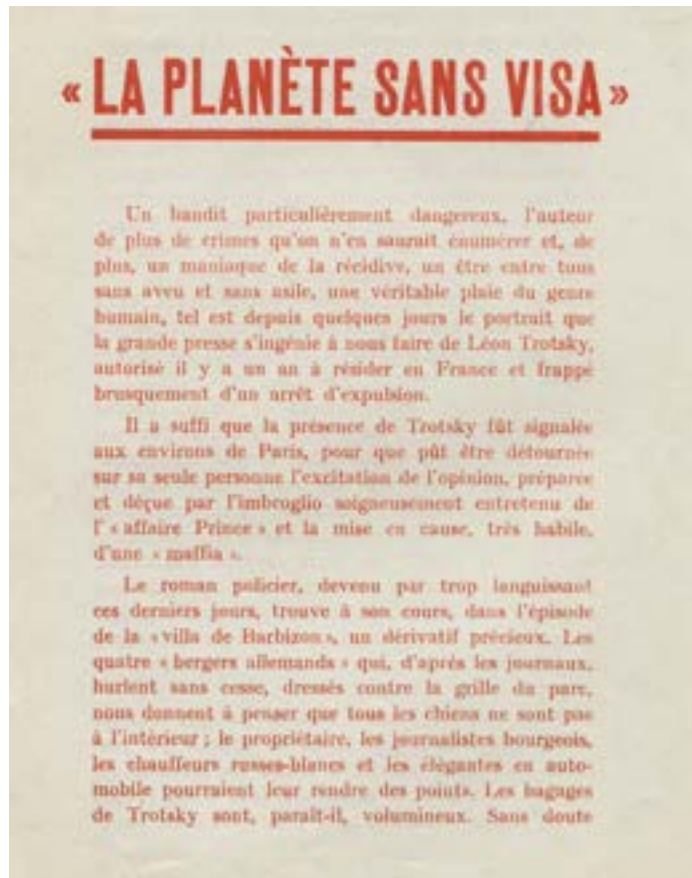 « LA PLANÈTE SANS VISA »
Un bandit particulièrement dangereux, l'auteur
de plus de crimes qu'on n'en saurait énumérer et, de
plus, un maniaque de la récidive, un être entre tous
sans aveu et sans asile, une véritable plaie du genre
humain, tel est depuis quelques jours le portrait que
la grande presse s'ingénie à nous faire de Léon Trotsky,
autorisé il y a un an à résider en France et frappé
brusquement d'un arrêt d'expulsion.
Il a suffi que la présence de Trotsky fût signalée
aux environs de Paris, pour que pût être détournée
sur sa seule personne l'excitation de l'opinion, préparée
et déçue par l'imbroglio soigneusement entretenu de
l' « affaire Prince » et la mise en cause, très habile,
d'une « maffia ».
Le roman policier, devenu par trop languissant
ces derniers jours, trouve à son cours, dans l'épisode
de la « villa de Barbizon », un dérivatif précieux. Les
quatre « bergers allemands » qui, d'après les journaux,
hurlent sans cesse, dressés contre la grille du parc,
nous donnent à penser que tous les chiens ne sont pas
à l'intérieur ; le propriétaire, les journalistes bourgeois,
les chauffeurs russes-blancs et les élégantes en auto-
mobile pourraient leur rendre des points. Les bagages
de Trotsky sont, paraît-il, volumineux. Sans doute